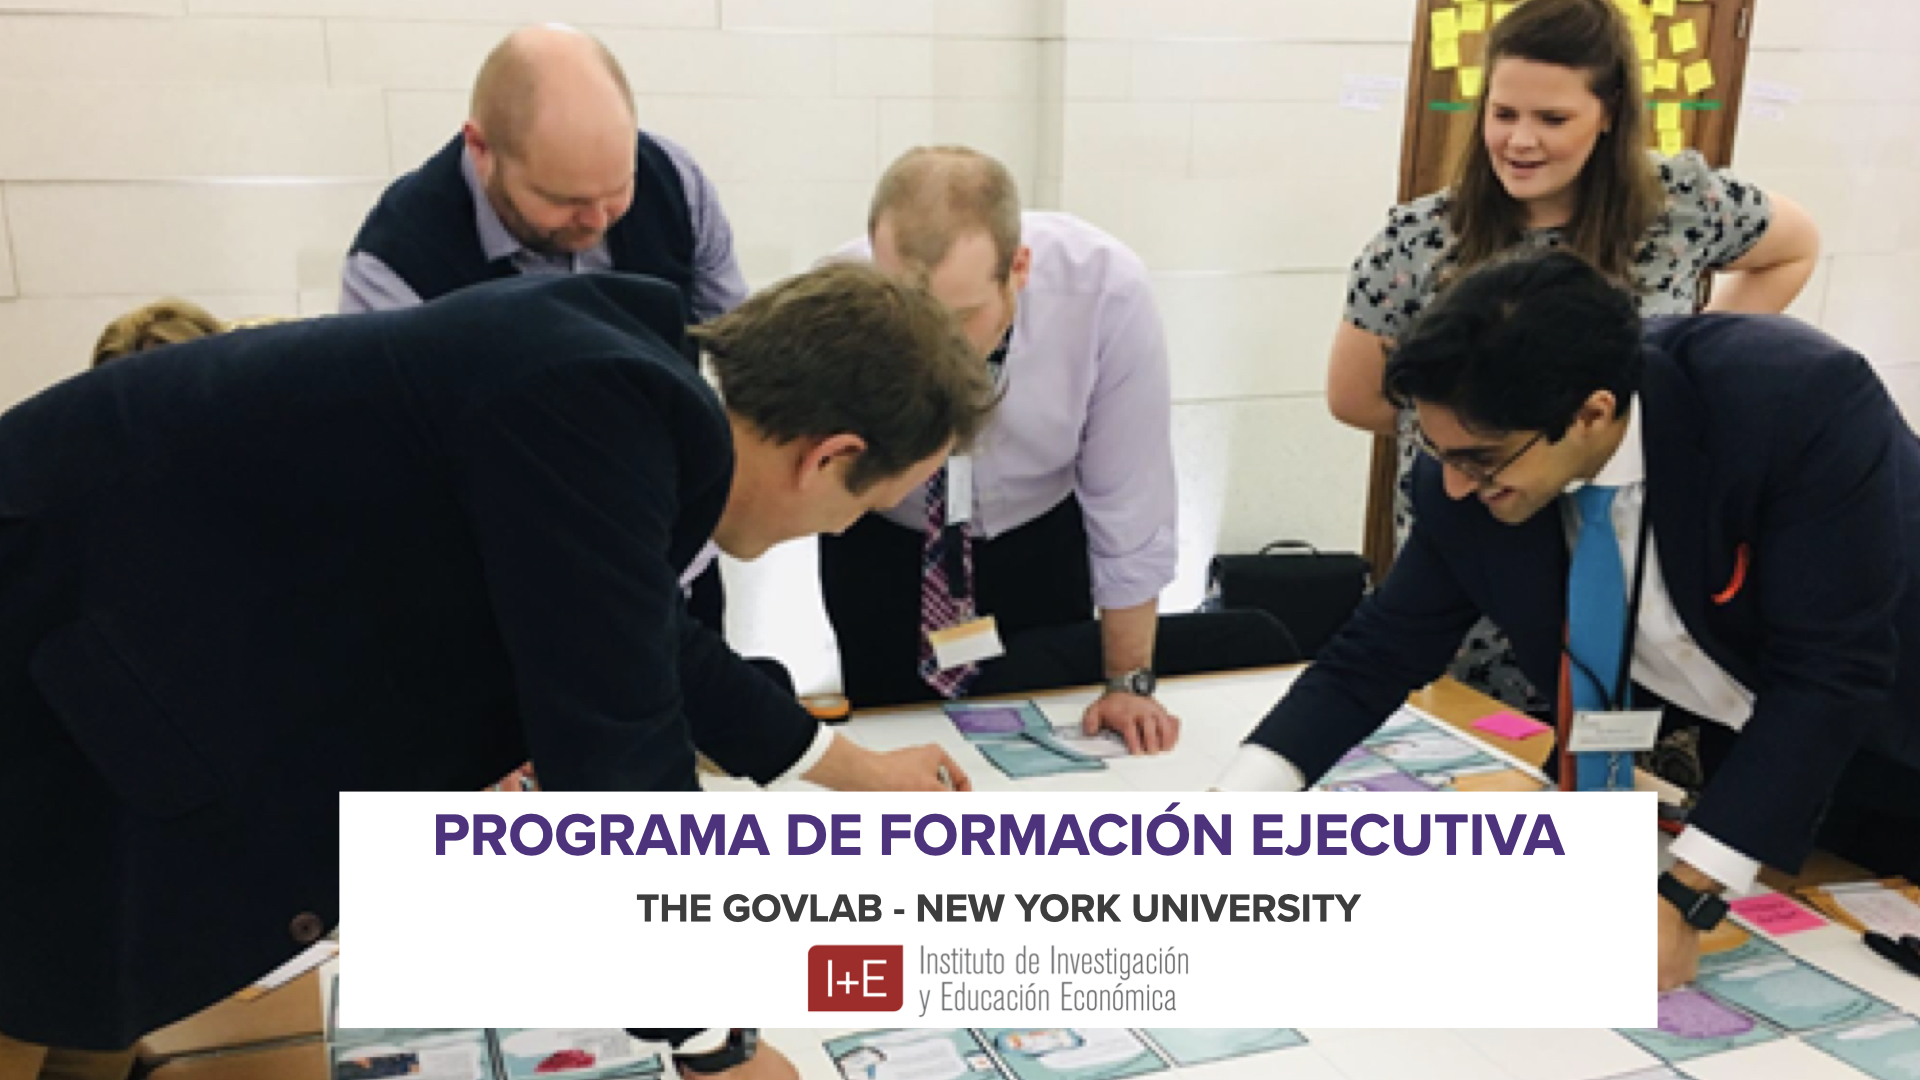 PROGRAMA DE FORMACIÓN EJECUTIVA
THE GOVLAB - NEW YORK UNIVERSITY
I+E
Instituto de Investigación
y Educación Económica